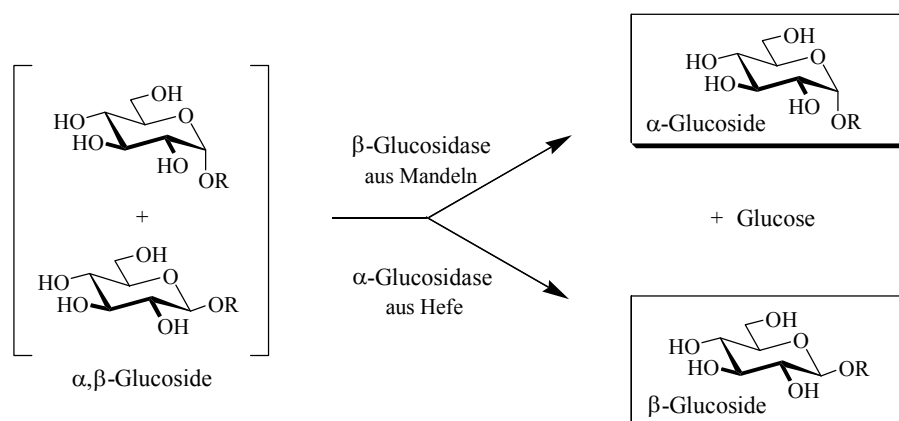 OH
O
HO
HO
HO
OR
+
OH
HO
O
HO
OR
OH
α,β-Glucoside
β-Glucosidase
aus Mandeln
α-Glucosidase
aus Hefe
OH
HO
O
HO
HO
OR
α-Glucoside
+ Glucose
OH
HO
O
HO
OR
OH
β-Glucoside